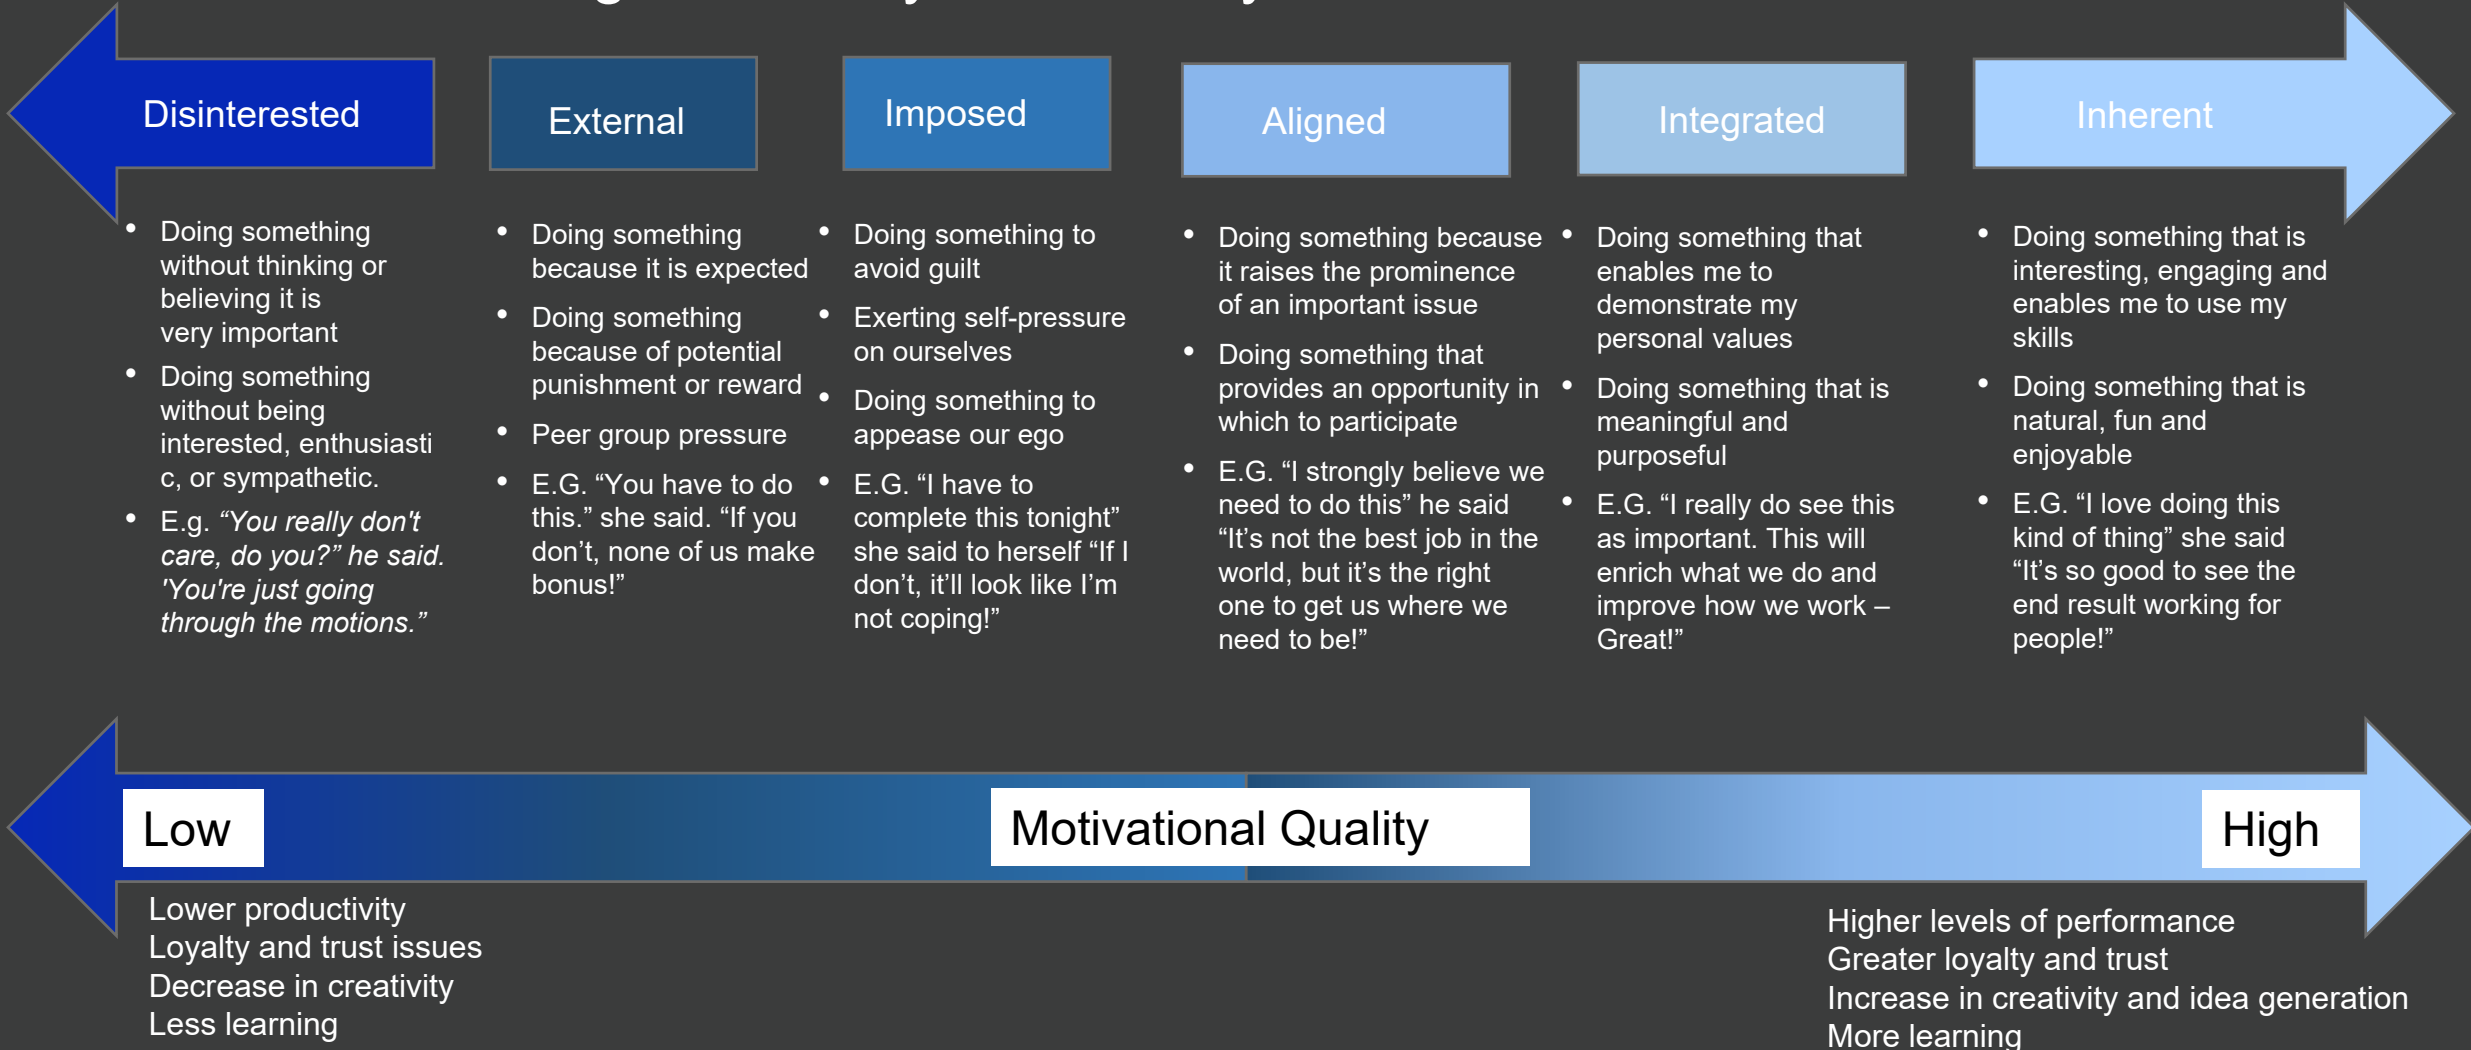 Disinterested
External
Imposed
Aligned
Integrated
Inherent
• Doing something
without thinking or
believing it is
very important
• Doing something
without being
interested, enthusiasti
c, or sympathetic.
• E.g. “You really don't
care, do you?” he said.
'You're just going
through the motions.”
• Doing something
because it is expected
• Doing something
because of potential
punishment or reward
• Peer group pressure
• E.G. “You have to do
this.” she said. “If you
don’t, none of us make
bonus!”
• Doing something to
avoid guilt
• Exerting self-pressure
on ourselves
• Doing something to
appease our ego
• E.G. “I have to
complete this tonight”
she said to herself “If I
don’t, it’ll look like I’m
not coping!”
• Doing something because
it raises the prominence
of an important issue
• Doing something that
provides an opportunity in
which to participate
• E.G. “I strongly believe we
need to do this” he said
“It’s not the best job in the
world, but it’s the right
one to get us where we
need to be!”
• Doing something that
enables me to
demonstrate my
personal values
• Doing something that is
meaningful and
purposeful
• E.G. “I really do see this
as important. This will
enrich what we do and
improve how we work –
Great!”
• Doing something that is
interesting, engaging and
enables me to use my
skills
• Doing something that is
natural, fun and
enjoyable
• E.G. “I love doing this
kind of thing” she said
“It’s so good to see the
end result working for
people!”
Low
Motivational Quality
High
Lower productivity
Loyalty and trust issues
Decrease in creativity
Less learning
Higher levels of performance
Greater loyalty and trust
Increase in creativity and idea generation
More learning